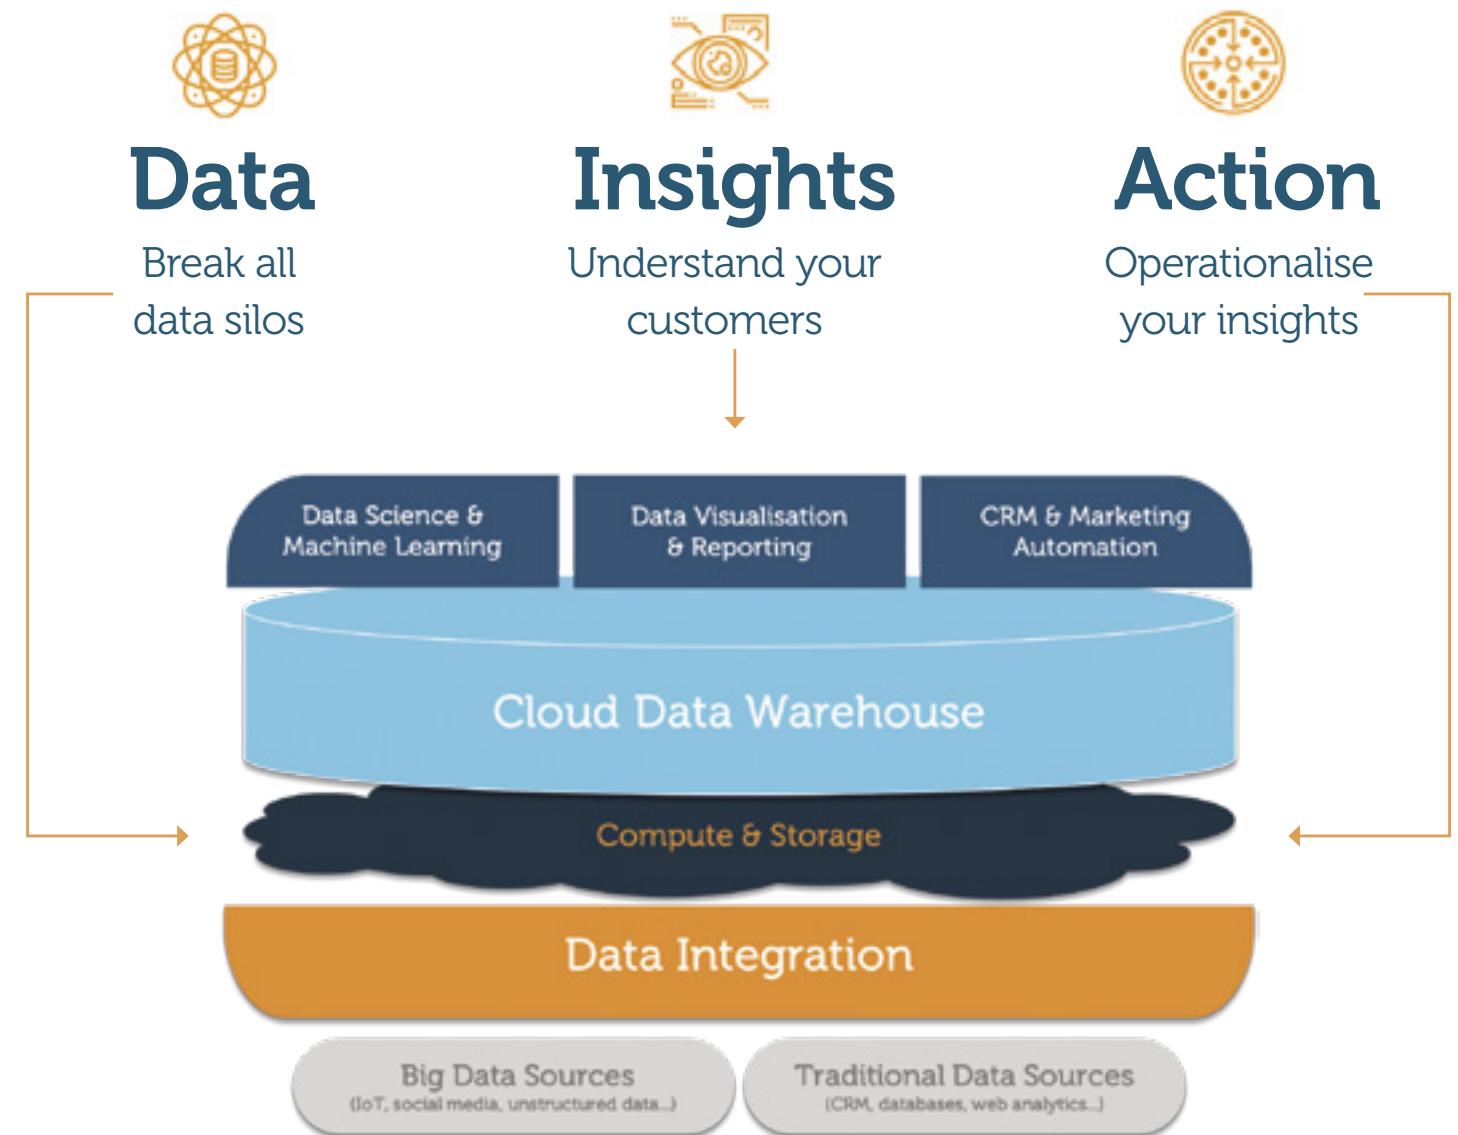 Data
Break all
data silos
Insights
Understand your
customers
Action
Operationalise
your insights
Data Science &
Machine Learning
Data Visualisation
& Reporting
CRM & Marketing
Automation
Cloud Data Warehouse
Compute & Storage
Data Integration
Big Data Sources
(IoT, social media, unstructured data...)
Traditional Data Sources
(CRM, databases, web analytics...)